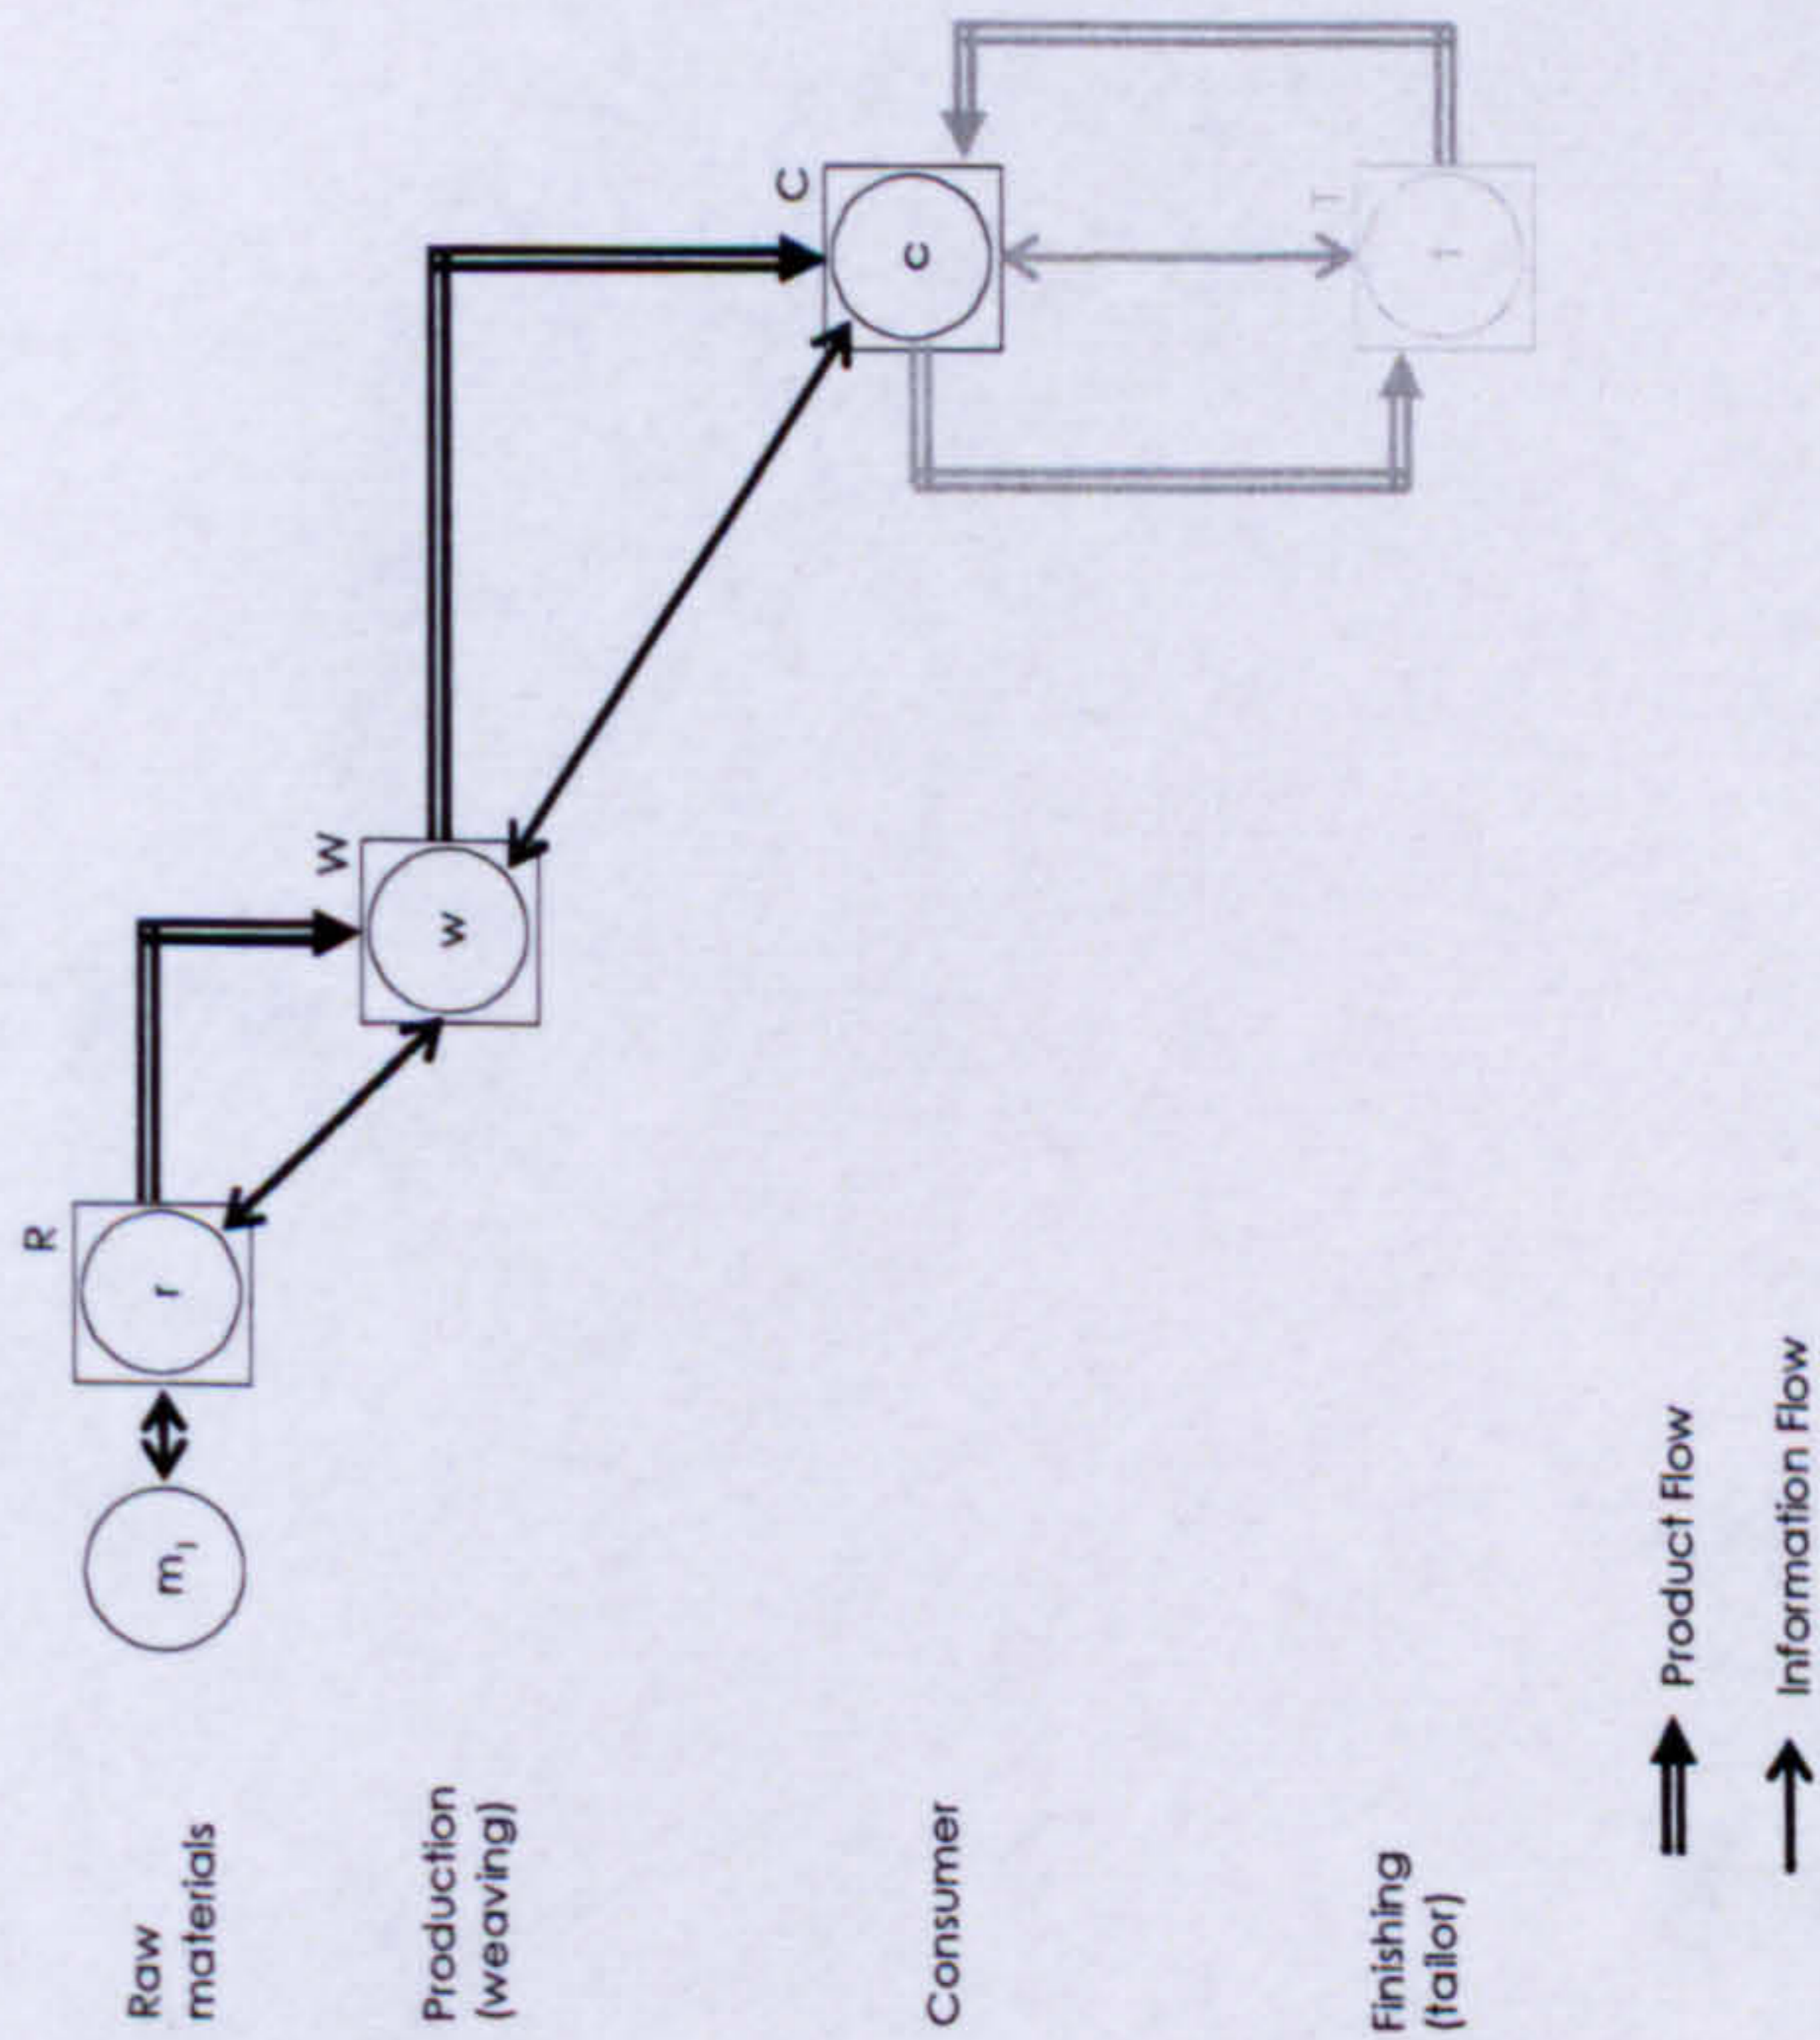 R
Raw
materials
m₁
r
W
Production
(weaving)
w
C
Consumer
c
T
Finishing
(tailor)
t
Product Flow
Information Flow